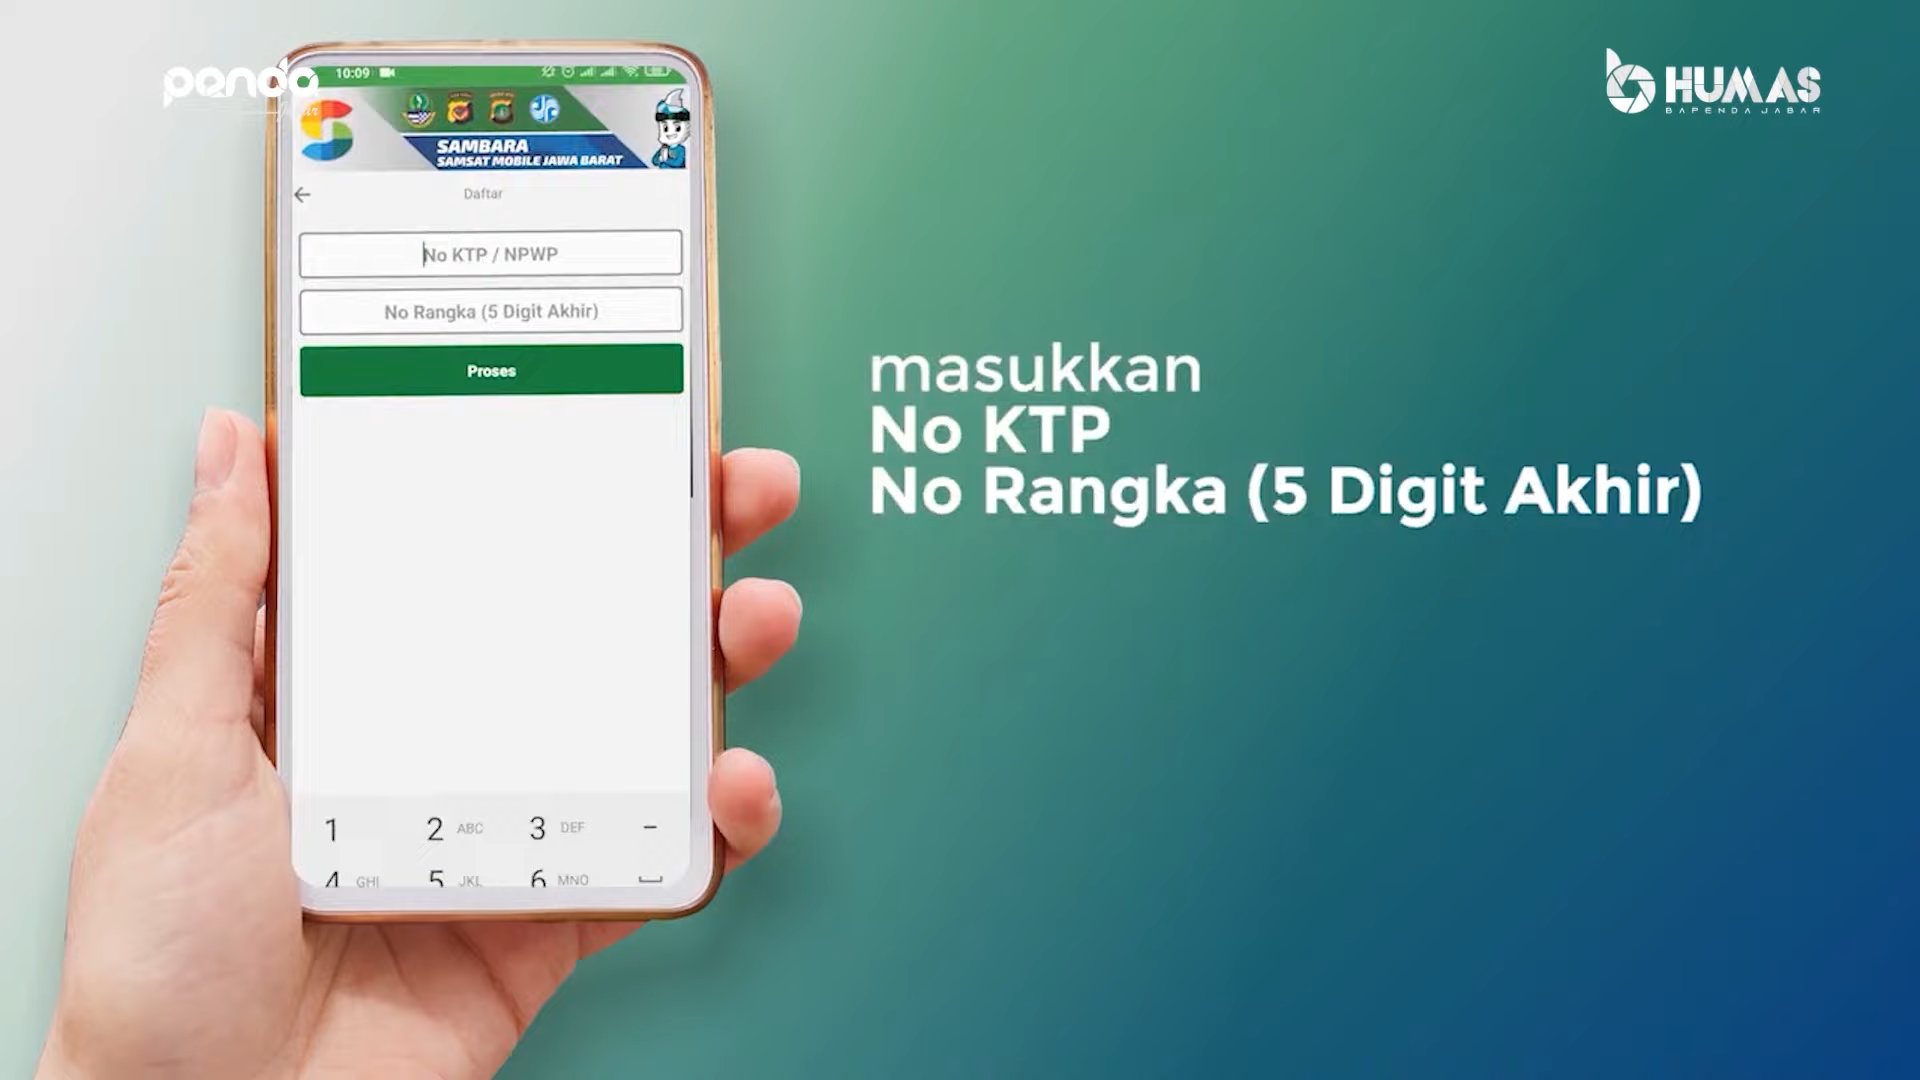 penda
HUMAS
BAPENDA JABAR
10:09
SAMBARA
SAMSAT MOBILE JAWA BARAT
Daftar
No KTP / NPWP
No Rangka (5 Digit Akhir)
Proses
masukkan
No KTP
No Rangka (5 Digit Akhir)
1
2 ABC
3 DEF
-
4 GHI
5 JKL
6 MNO